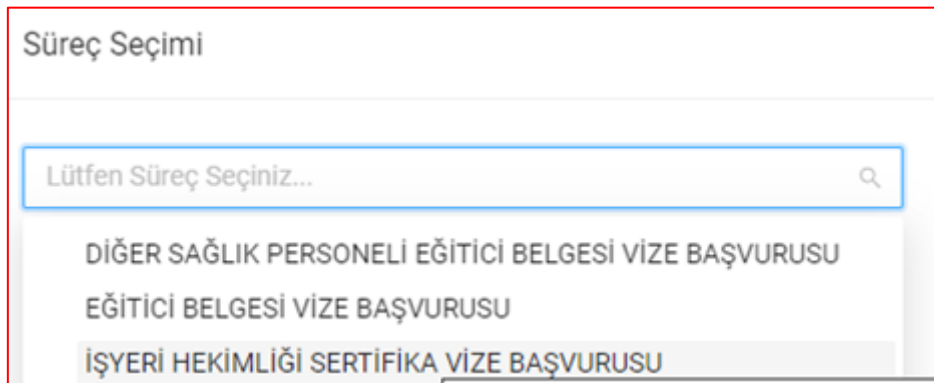 Süreç Seçimi
Lütfen Süreç Seçiniz...
DİĞER SAĞLIK PERSONELİ EĞİTİCİ BELGESİ VİZE BAŞVURUSU
EĞİTİCİ BELGESİ VİZE BAŞVURUSU
İŞYERİ HEKİMLİĞİ SERTİFİKA VİZE BAŞVURUSU